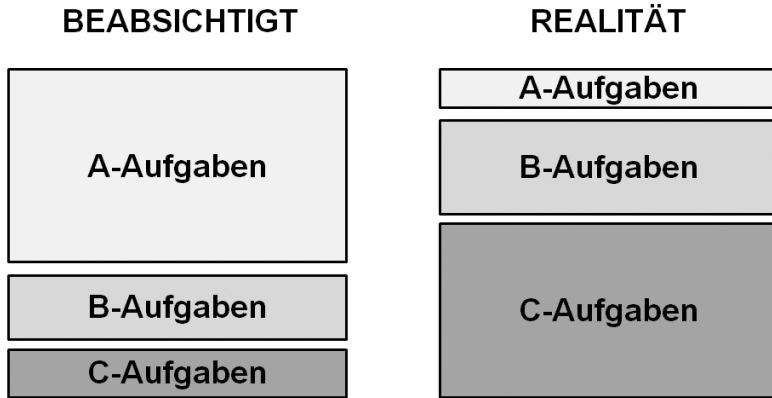 BEABSICHTIGT
A-Aufgaben
B-Aufgaben
C-Aufgaben
REALITÄT
A-Aufgaben
B-Aufgaben
C-Aufgaben